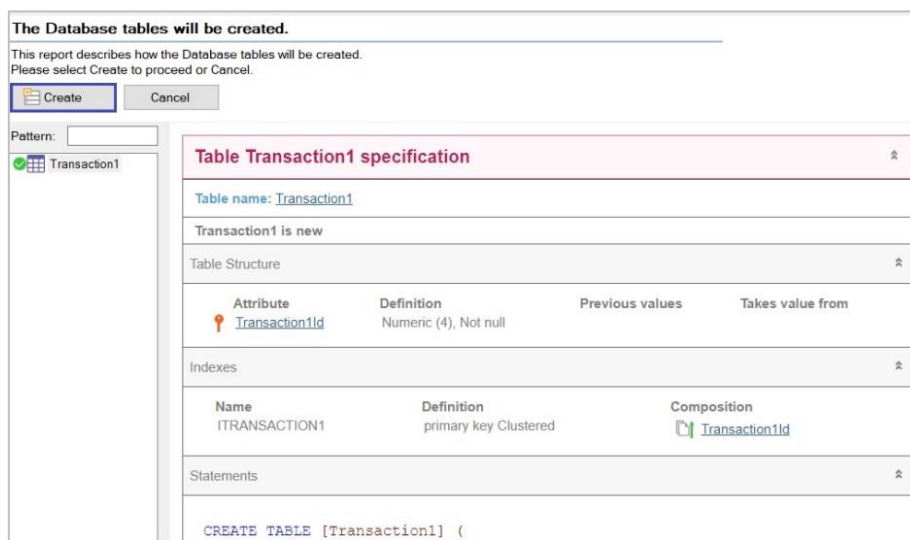 The Database tables will be created.
This report describes how the Database tables will be created.
Please select Create to proceed or Cancel.
Create Cancel
Pattern:
Transaction1
Table Transaction1 specification
Table name: Transaction1
Transaction1 is new
Table Structure
Attribute Definition Previous values Takes value from
Transaction1Id Numeric (4), Not null
Indexes
Name Definition Composition
ITRANSACTION1 primary key Clustered Transaction1Id
Statements
CREATE TABLE [Transaction1] (